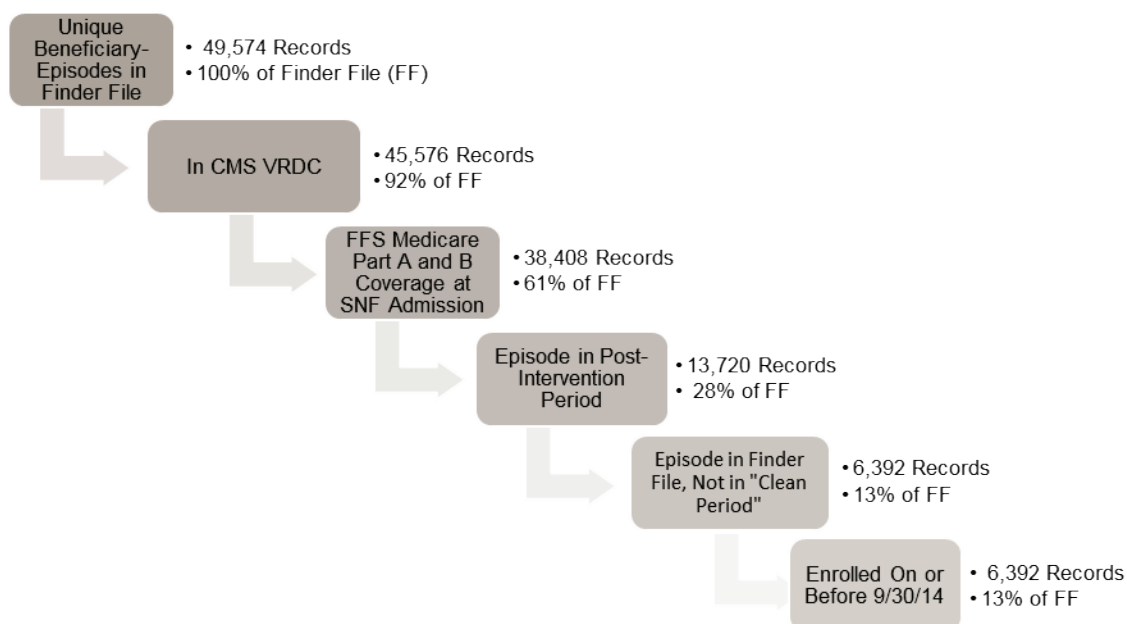 Unique
Beneficiary-
Episodes in
Finder File
• 49,574 Records
• 100% of Finder File (FF)
In CMS VRDC
• 45,576 Records
• 92% of FF
FFS Medicare
Part A and B
Coverage at
SNF Admission
• 38,408 Records
• 61% of FF
Episode in Post-
Intervention
Period
• 13,720 Records
• 28% of FF
Episode in Finder
File, Not in "Clean
Period"
• 6,392 Records
• 13% of FF
Enrolled On or
Before 9/30/14
• 6,392 Records
• 13% of FF